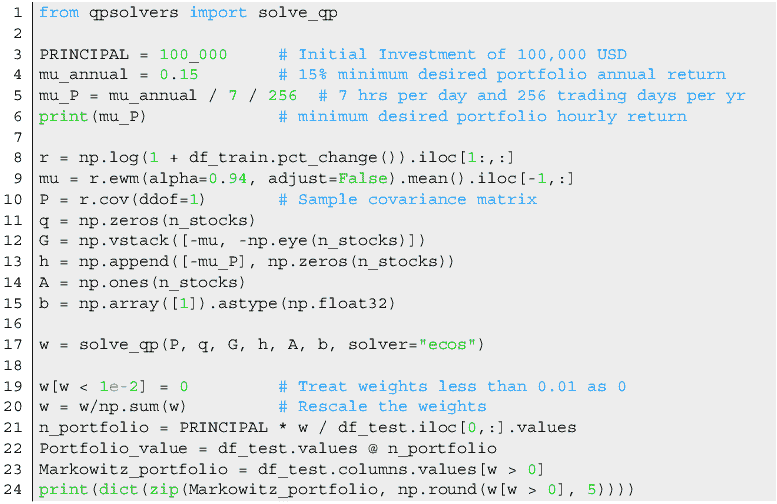 1 from qpsolvers import solve_qp
2
3 PRINCIPAL = 100_000     # Initial Investment of 100,000 USD
4 mu_annual = 0.15        # 15% minimum desired portfolio annual return
5 mu_P = mu_annual / 7 / 256  # 7 hrs per day and 256 trading days per yr
6 print(mu_P)             # minimum desired portfolio hourly return
7
8 r = np.log(1 + df_train.pct_change()).iloc[1:,:]
9 mu = r.ewm(alpha=0.94, adjust=False).mean().iloc[-1,:]
10 P = r.cov(ddof=1)       # Sample covariance matrix
11 q = np.zeros(n_stocks)
12 G = np.vstack([-mu, -np.eye(n_stocks)])
13 h = np.append([-mu_P], np.zeros(n_stocks))
14 A = np.ones(n_stocks)
15 b = np.array([1]).astype(np.float32)
16
17 w = solve_qp(P, q, G, h, A, b, solver="ecos")
18
19 w[w < 1e-2] = 0         # Treat weights less than 0.01 as 0
20 w = w/np.sum(w)         # Rescale the weights
21 n_portfolio = PRINCIPAL * w / df_test.iloc[0,:].values
22 Portfolio_value = df_test.values @ n_portfolio
23 Markowitz_portfolio = df_test.columns.values[w > 0]
24 print(dict(zip(Markowitz_portfolio, np.round(w[w > 0], 5))))